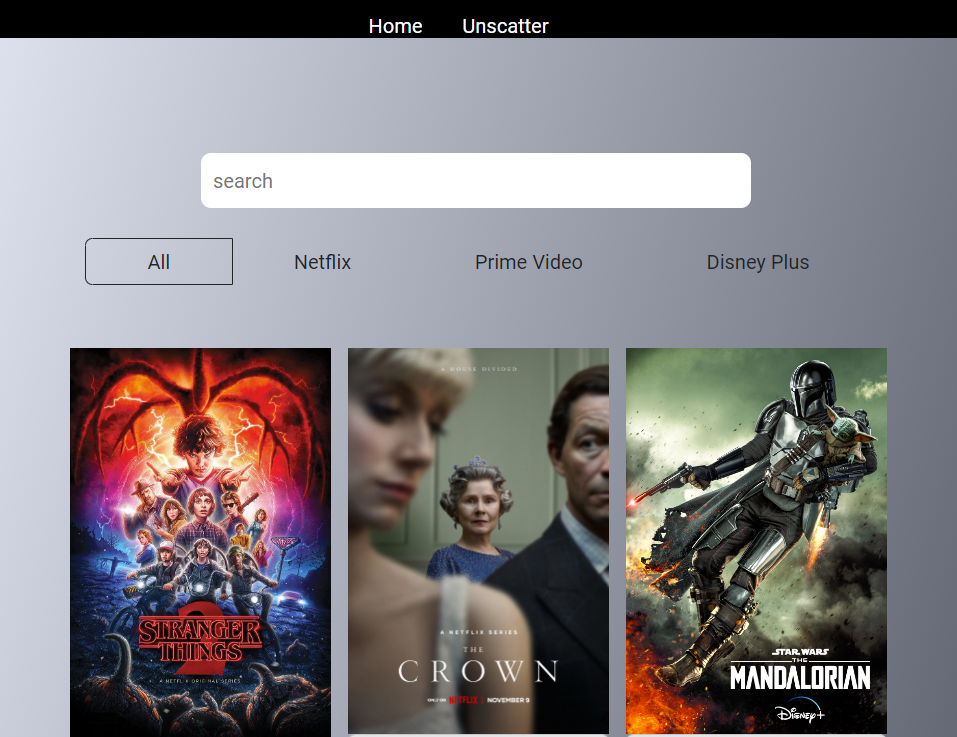 Home Unscatter
search
All Netflix Prime Video Disney Plus
A HOUSE DIVIDED
STRANGER
THINGS
2
A NETFLIX ORIGINAL SERIES
A NETFLIX SERIES
THE
CROWN
ONLY ON NETFLIX | NOVEMBER 9
STAR WARS
THE
MANDALORIAN
Disney+